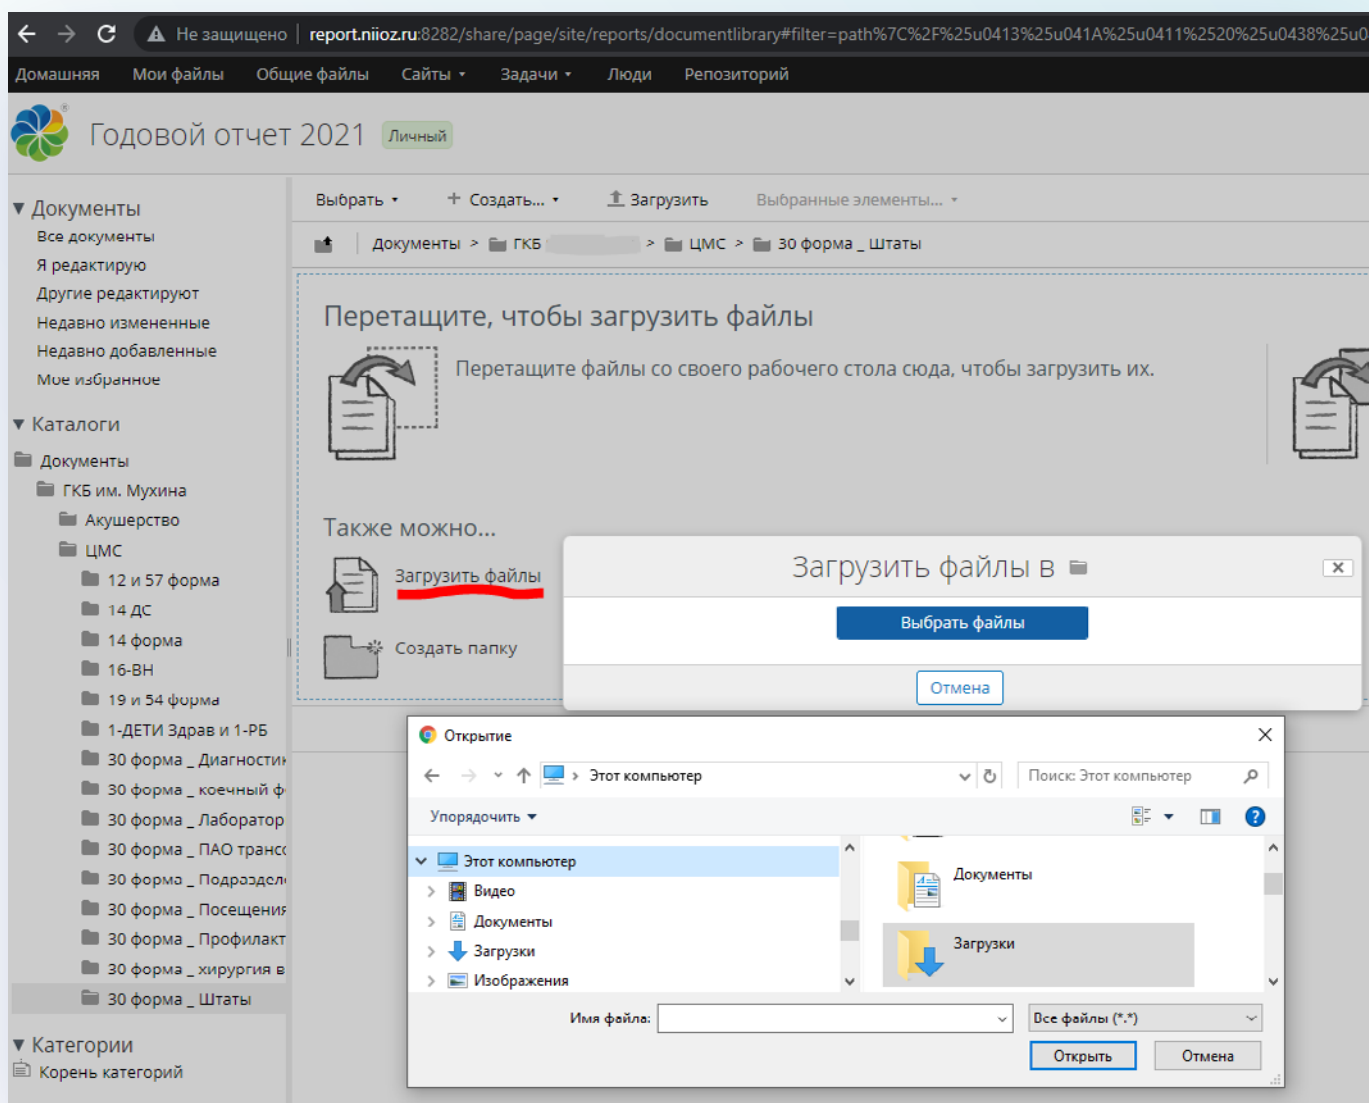 Не защищено | report.niioz.ru:8282/share/page/site/reports/documentlibrary#filter=path%7C%2F%25u0413%25u041A%25u0411%2520%25u0438%25u0
Домашняя Мои файлы Общие файлы Сайты Задачи Люди Репозиторий
Годовой отчет 2021 Личный
Документы
Все документы
Я редактирую
Другие редактируют
Недавно измененные
Недавно добавленные
Мое избранное
Каталоги
Документы
ГКБ им. Мухина
Акушерство
ЦМС
12 и 57 форма
14 ДС
14 форма
16-ВН
19 и 54 форма
1-ДЕТИ Здрав и 1-РБ
30 форма _ Диагностик
30 форма _ коечный ф
30 форма _ Лаборатор
30 форма _ ПАО трансс
30 форма _ Подраздел
30 форма _ Посещения
30 форма _ Профилакт
30 форма _ хирургия в
30 форма _ Штаты
Категории
Корень категорий
Выбрать + Создать... Загрузить Выбранные элементы...
Документы > ГКБ > ЦМС > 30 форма _ Штаты
Перетащите, чтобы загрузить файлы
Перетащите файлы со своего рабочего стола сюда, чтобы загрузить их.
Также можно...
Загрузить файлы
Создать папку
Загрузить файлы в
Выбрать файлы
Отмена
Открытие
Этот компьютер
Поиск: Этот компьютер
Упорядочить
Этот компьютер
Видео
Документы
Загрузки
Изображения
Документы
Загрузки
Имя файла:
Все файлы (*.*)
Открыть Отмена